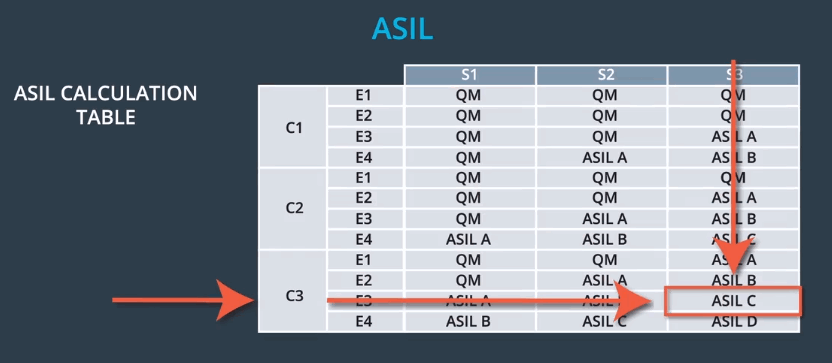 ASIL
ASIL CALCULATION
TABLE
S1 S2 S3
C1
E1 QM QM QM
E2 QM QM QM
E3 QM QM ASIL A
E4 QM ASIL A ASIL B
C2
E1 QM QM QM
E2 QM QM ASIL A
E3 QM ASIL A ASIL B
E4 ASIL A ASIL B ASIL C
C3
E1 QM QM ASIL A
E2 QM ASIL A ASIL B
E3 ASIL A ASIL ASIL C
E4 ASIL B ASIL C ASIL D